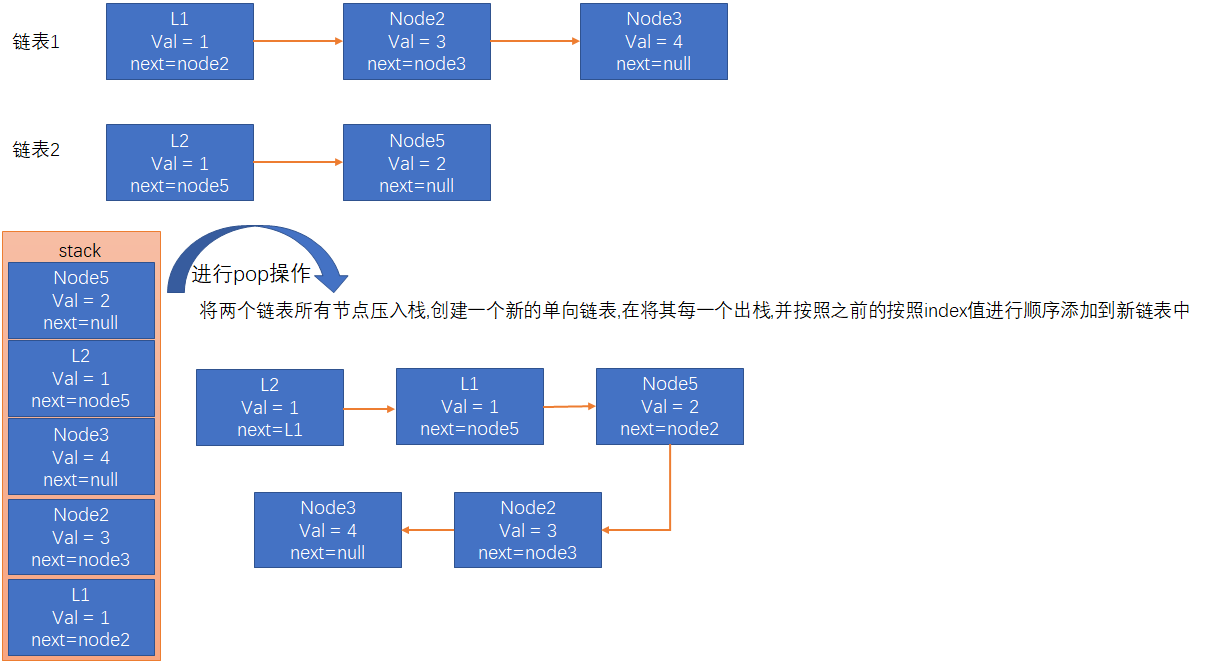 链表1
L1
Val = 1
next=node2
Node2
Val = 3
next=node3
Node3
Val = 4
next=null
链表2
L2
Val = 1
next=node5
Node5
Val = 2
next=null
stack
Node5
Val = 2
next=null
L2
Val = 1
next=node5
Node3
Val = 4
next=null
Node2
Val = 3
next=node3
L1
Val = 1
next=node2
进行pop操作
将两个链表所有节点压入栈,创建一个新的单向链表,在将其每一个出栈,并按照之前的按照index值进行顺序添加到新链表中
L2
Val = 1
next=L1
L1
Val = 1
next=node5
Node5
Val = 2
next=node2
Node3
Val = 4
next=null
Node2
Val = 3
next=node3